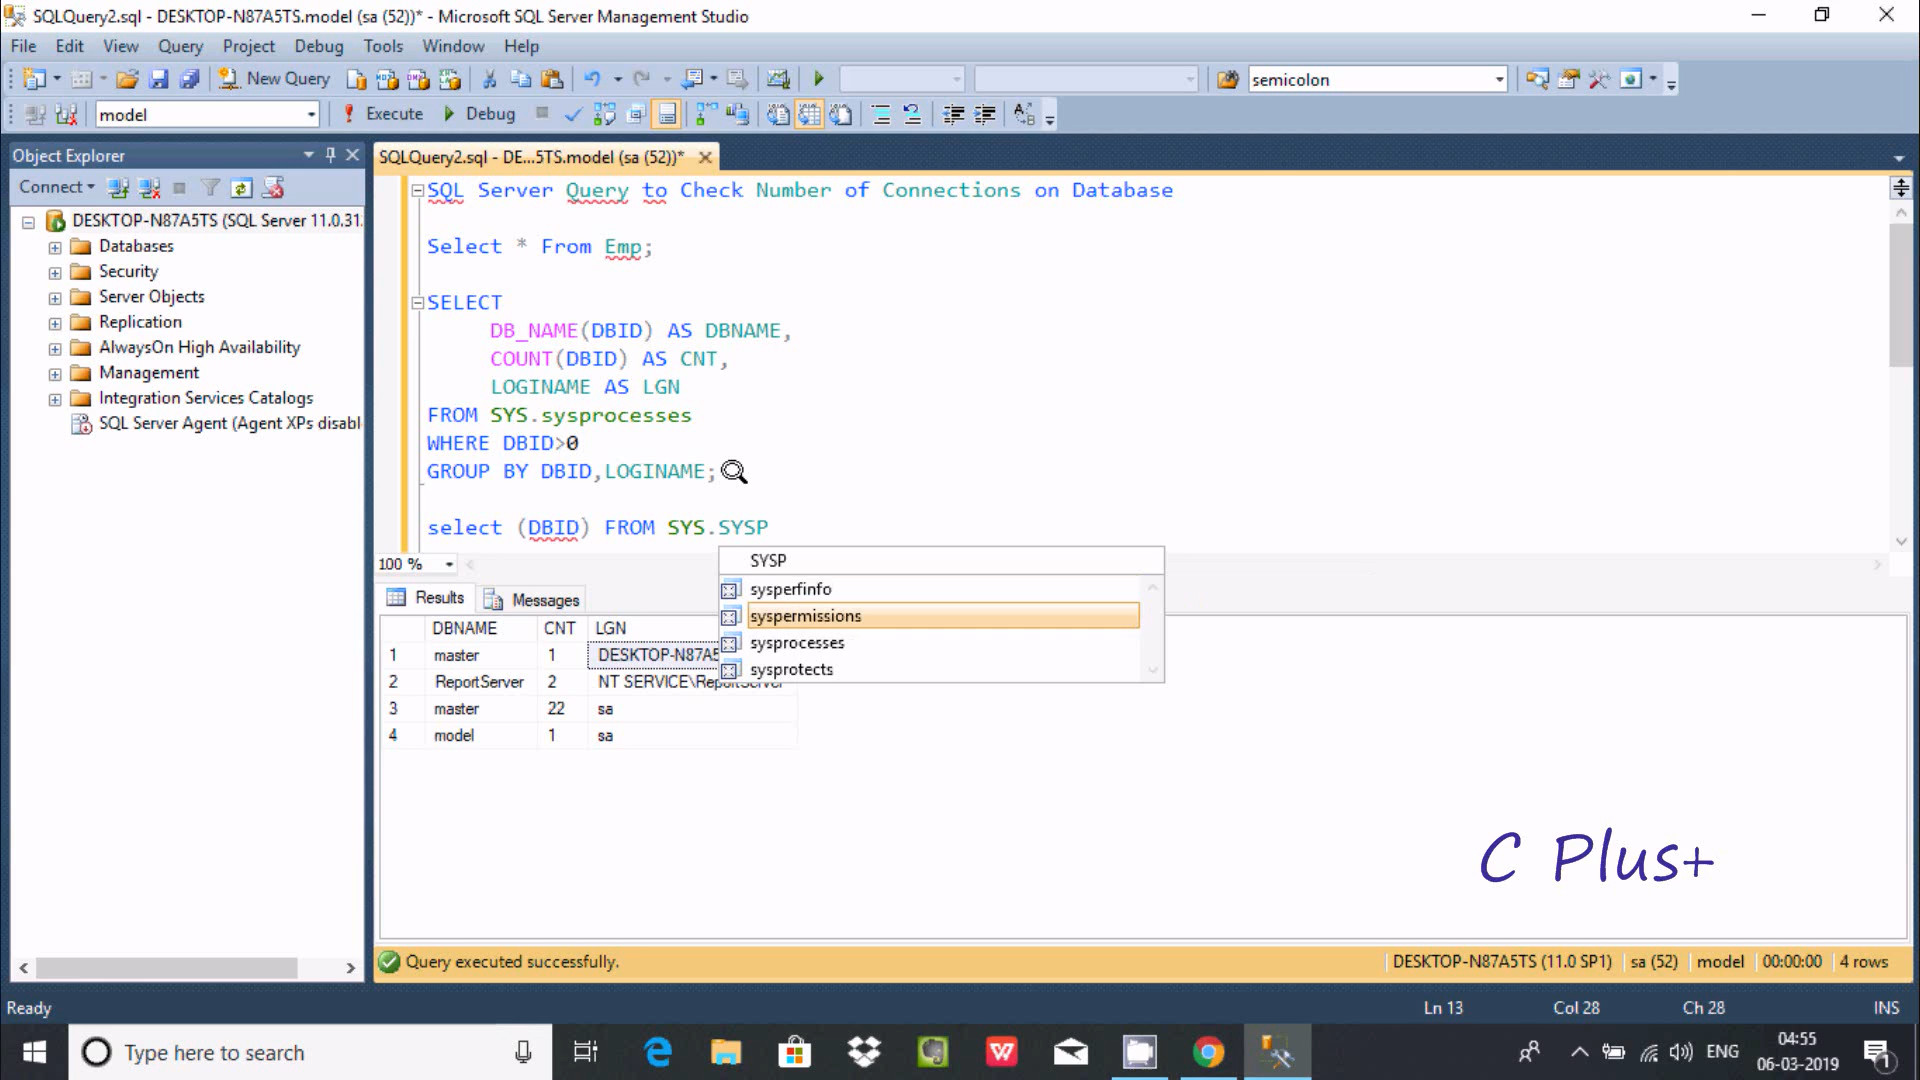 SQLQuery2.sql - DESKTOP-N87A5TS.model (sa (52))* - Microsoft SQL Server Management Studio
File Edit View Query Project Debug Tools Window Help
New Query
semicolon
model
Execute
Debug
Object Explorer
Connect
DESKTOP-N87A5TS (SQL Server 11.0.31
Databases
Security
Server Objects
Replication
AlwaysOn High Availability
Management
Integration Services Catalogs
SQL Server Agent (Agent XPs disabl
SQLQuery2.sql - DE...5TS.model (sa (52))*
SQL Server Query to Check Number of Connections on Database
Select * From Emp;
SELECT
DB_NAME(DBID) AS DBNAME,
COUNT(DBID) AS CNT,
LOGINAME AS LGN
FROM SYS.sysprocesses
WHERE DBID>0
GROUP BY DBID,LOGINAME;
select (DBID) FROM SYS.SYSP
SYSP
sysperfinfo
syspermissions
sysprocesses
sysprotects
100 %
Results Messages
DBNAME CNT LGN
1 master 1 DESKTOP-N87A5
2 ReportServer 2 NT SERVICE\ReportServer
3 master 22 sa
4 model 1 sa
C Plus+
Query executed successfully.
DESKTOP-N87A5TS (11.0 SP1) sa (52) model 00:00:00 4 rows
Ready
Ln 13 Col 28 Ch 28 INS
Type here to search
ENG
04:55
06-03-2019
1